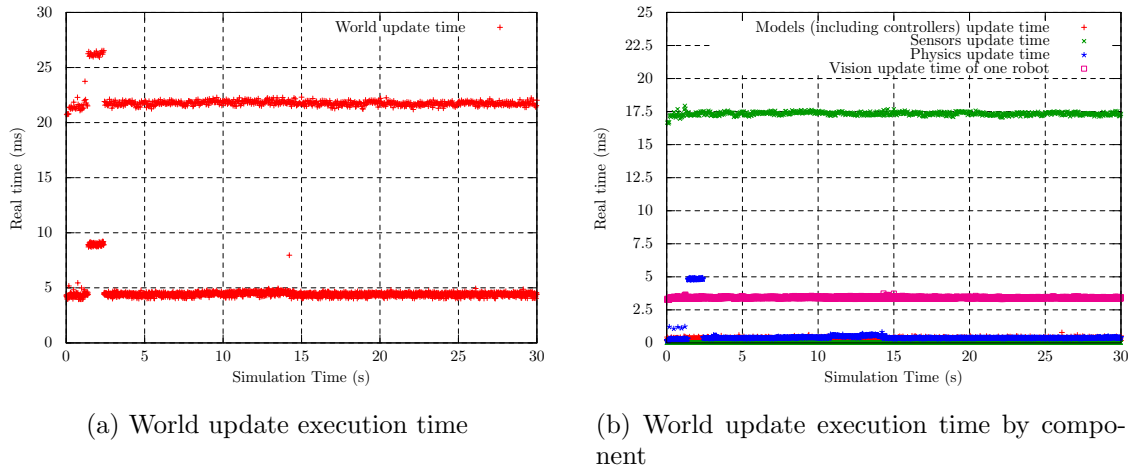 World update time
35
30
25
20
15
10
5
0
Real time (ms)
0 5 10 15 20 25 30
Simulation Time (s)
(a) World update execution time
Models (including controllers) update time
Sensors update time
Physics update time
Vision update time of one robot
25
22.5
20
17.5
15
12.5
10
7.5
5
2.5
0
Real time (ms)
5 10 15 20 25 30
Simulation Time (s)
(b) World update execution time by compo-
nent